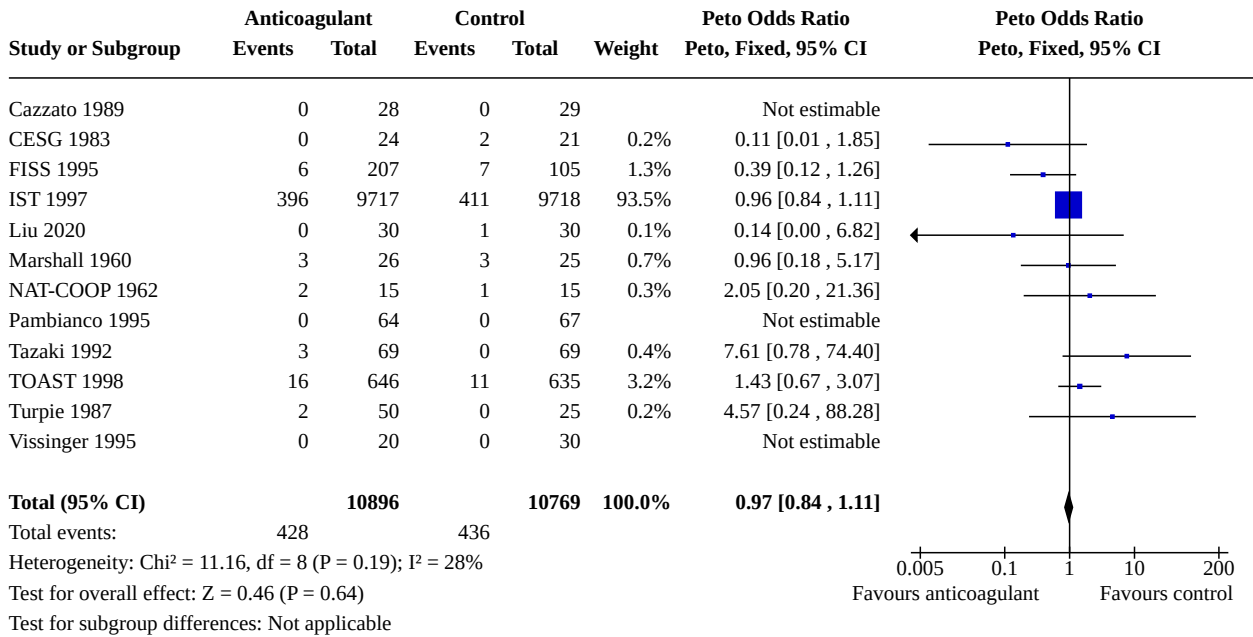 Anticoagulant Control Peto Odds Ratio Peto Odds Ratio
Study or Subgroup Events Total Events Total Weight Peto, Fixed, 95% CI Peto, Fixed, 95% CI
Cazzato 1989 0 28 0 29 Not estimable
CESG 1983 0 24 2 21 0.2% 0.11 [0.01 , 1.85]
FISS 1995 6 207 7 105 1.3% 0.39 [0.12 , 1.26]
IST 1997 396 9717 411 9718 93.5% 0.96 [0.84 , 1.11]
Liu 2020 0 30 1 30 0.1% 0.14 [0.00 , 6.82]
Marshall 1960 3 26 3 25 0.7% 0.96 [0.18 , 5.17]
NAT-COOP 1962 2 15 1 15 0.3% 2.05 [0.20 , 21.36]
Pambianco 1995 0 64 0 67 Not estimable
Tazaki 1992 3 69 0 69 0.4% 7.61 [0.78 , 74.40]
TOAST 1998 16 646 11 635 3.2% 1.43 [0.67 , 3.07]
Turpie 1987 2 50 0 25 0.2% 4.57 [0.24 , 88.28]
Vissinger 1995 0 20 0 30 Not estimable
Total (95% CI) 10896 10769 100.0% 0.97 [0.84 , 1.11]
Total events: 428 436
Heterogeneity: Chi² = 11.16, df = 8 (P = 0.19); I² = 28%
0.005 0.1 1 10 200
Test for overall effect: Z = 0.46 (P = 0.64)
Favours anticoagulant Favours control
Test for subgroup differences: Not applicable